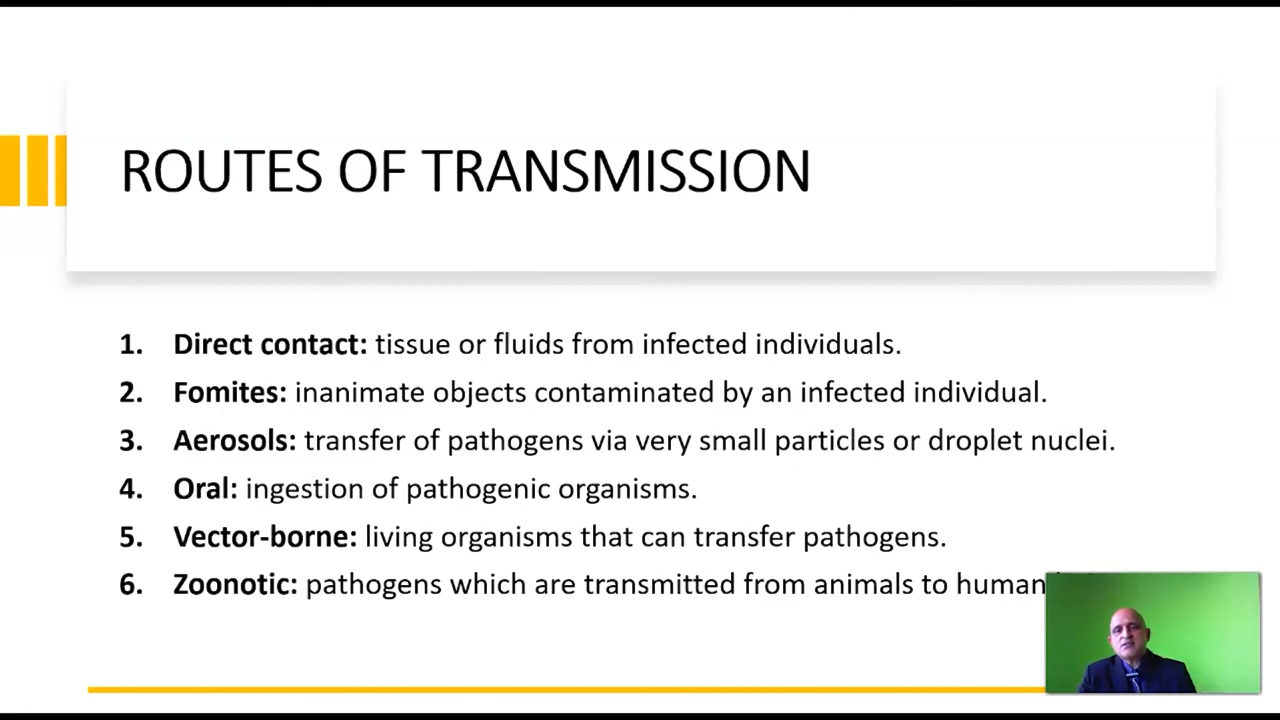 ROUTES OF TRANSMISSION
1. Direct contact: tissue or fluids from infected individuals.
2. Fomites: inanimate objects contaminated by an infected individual.
3. Aerosols: transfer of pathogens via very small particles or droplet nuclei.
4. Oral: ingestion of pathogenic organisms.
5. Vector-borne: living organisms that can transfer pathogens.
6. Zoonotic: pathogens which are transmitted from animals to human